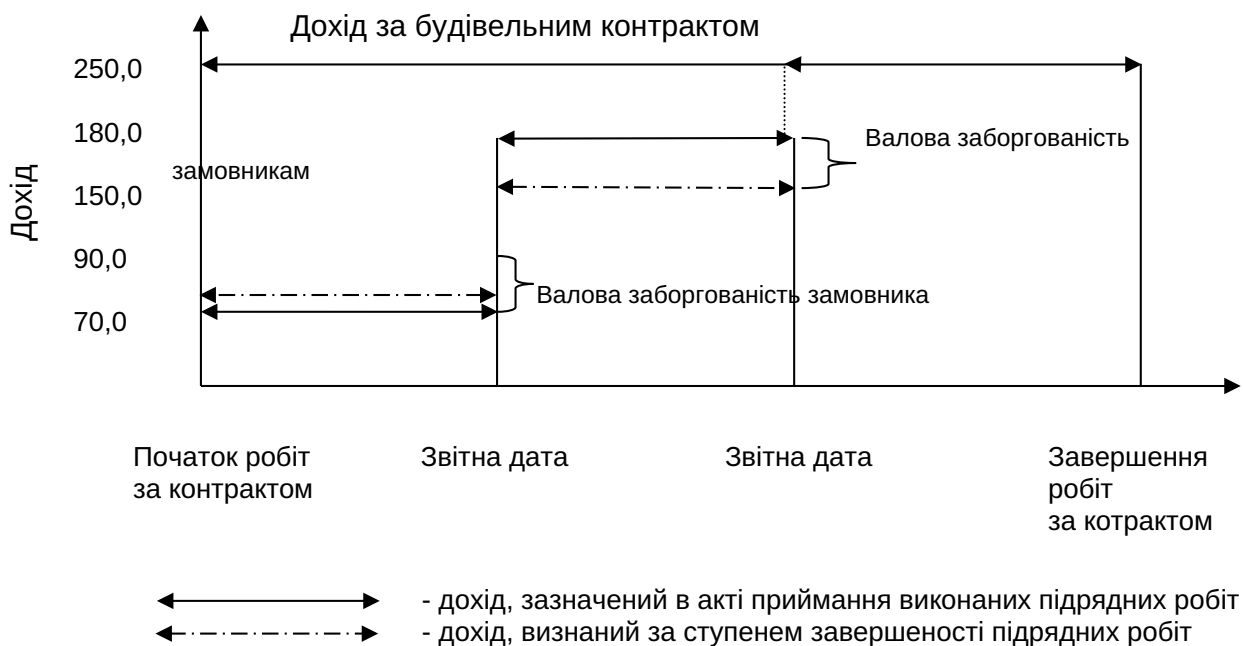 Дохід за будівельним контрактом
250,0
180,0
Валова заборгованість
замовникам
150,0
Дохід
90,0
Валова заборгованість замовника
70,0
Початок робіт
за контрактом
Звітна дата
Звітна дата
Завершення
робіт
за котрактом
- дохід, зазначений в акті приймання виконаних підрядних робіт
- дохід, визнаний за ступенем завершеності підрядних робіт